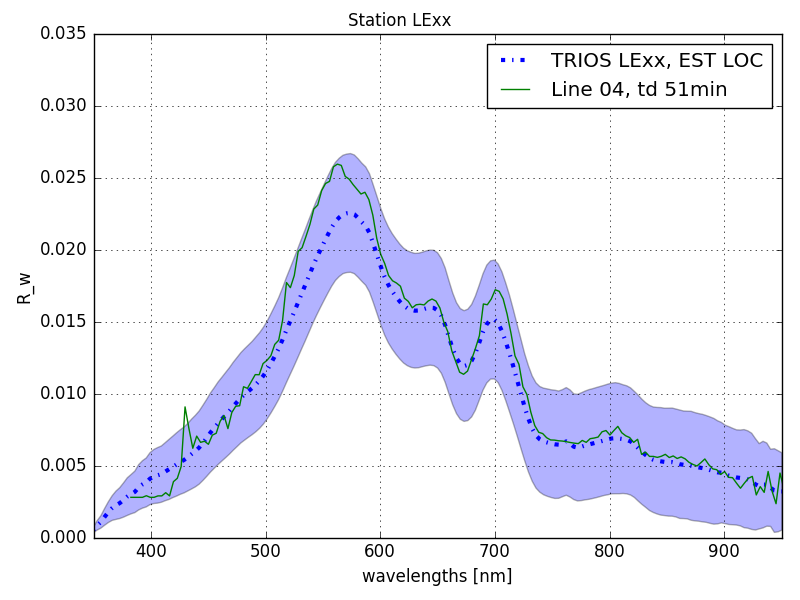 Station LExx
0.035
0.030
0.025
0.020
0.015
0.010
0.005
0.000
R_w
TRIOS LExx, EST LOC
Line 04, td 51min
400 500 600 700 800 900
wavelengths [nm]